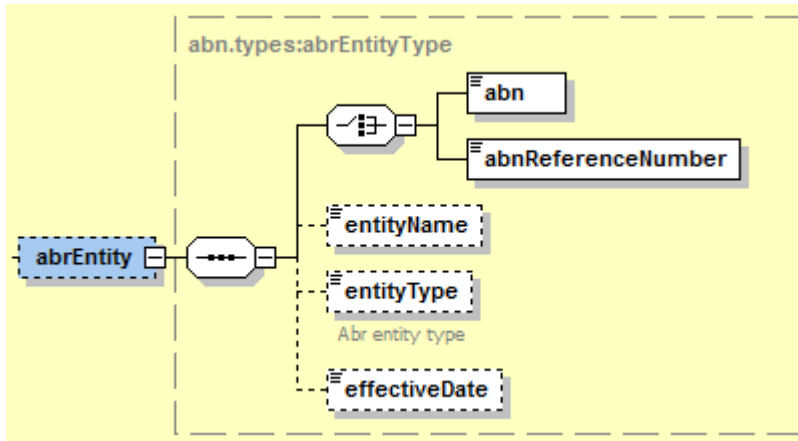 abn.types:abrEntityType
abn
abnReferenceNumber
entityName
abrEntity
entityType
Abr entity type
effectiveDate